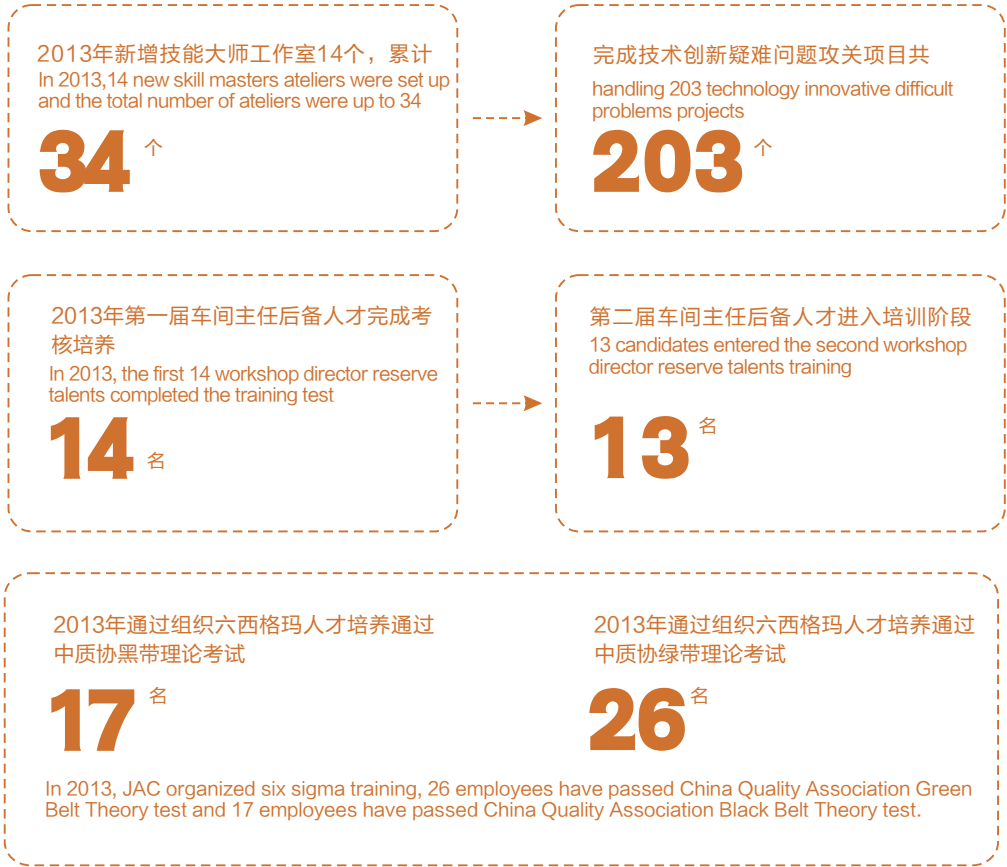 2013年新增技能大师工作室14个，累计
In 2013,14 new skill masters ateliers were set up
and the total number of ateliers were up to 34
34 个
完成技术创新疑难问题攻关项目共
handling 203 technology innovative difficult
problems projects
203 个
2013年第一届车间主任后备人才完成考
核培养
In 2013, the first 14 workshop director reserve
talents completed the training test
14 名
第二届车间主任后备人才进入培训阶段
13 candidates entered the second workshop
director reserve talents training
13 名
2013年通过组织六西格玛人才培养通过
中质协黑带理论考试
17 名
2013年通过组织六西格玛人才培养通过
中质协绿带理论考试
26 名
In 2013, JAC organized six sigma training, 26 employees have passed China Quality Association Green
Belt Theory test and 17 employees have passed China Quality Association Black Belt Theory test.